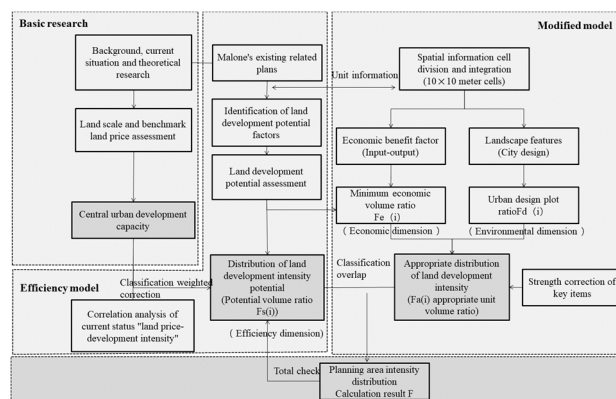 Basic research
Modified model
Background, current
situation and theoretical
research
Malone's existing related
plans
Unit information
Spatial information cell
division and integration
(10×10 meter cells)
Land scale and benchmark
land price assessment
Identification of land
development potential
factors
Economic benefit factor
(Input-output)
Landscape features
(City design)
Land development
potential assessment
Central urban development
capacity
Minimum economic
volume ratio
Fe (i)
(Economic dimension)
Urban design plot
ratioFd (i)
(Environmental dimension)
Efficiency model
Classification weighted
correction
Distribution of land
development intensity
potential
(Potential volume ratio
Fs(i))
(Efficiency dimension)
Classification
overlap
Appropriate distribution
of land development
intensity
(Fa(i) appropriate unit
volume ratio)
Strength correction of
key items
Correlation analysis of
current status "land price-
development intensity"
Total check
Planning area intensity
distribution
Calculation result F